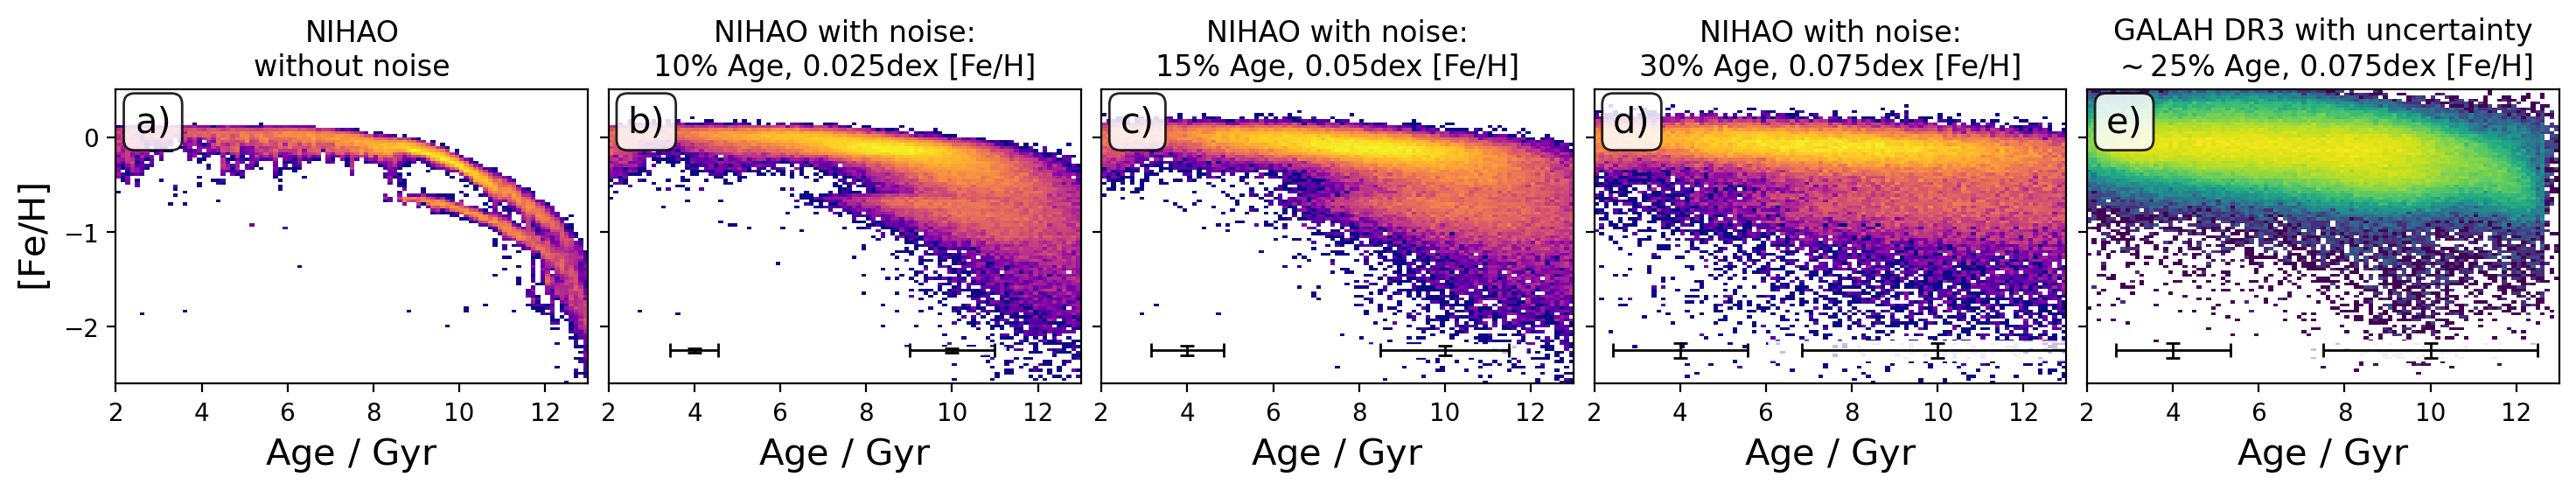 NIHAO
without noise
NIHAO with noise:
10% Age, 0.025dex [Fe/H]
NIHAO with noise:
15% Age, 0.05dex [Fe/H]
NIHAO with noise:
30% Age, 0.075dex [Fe/H]
GALAH DR3 with uncertainty
~25% Age, 0.075dex [Fe/H]
a)
b)
c)
d)
e)
[Fe/H]
0
−1
−2
2 4 6 8 10 12
2 4 6 8 10 12
2 4 6 8 10 12
2 4 6 8 10 12
2 4 6 8 10 12
Age / Gyr
Age / Gyr
Age / Gyr
Age / Gyr
Age / Gyr